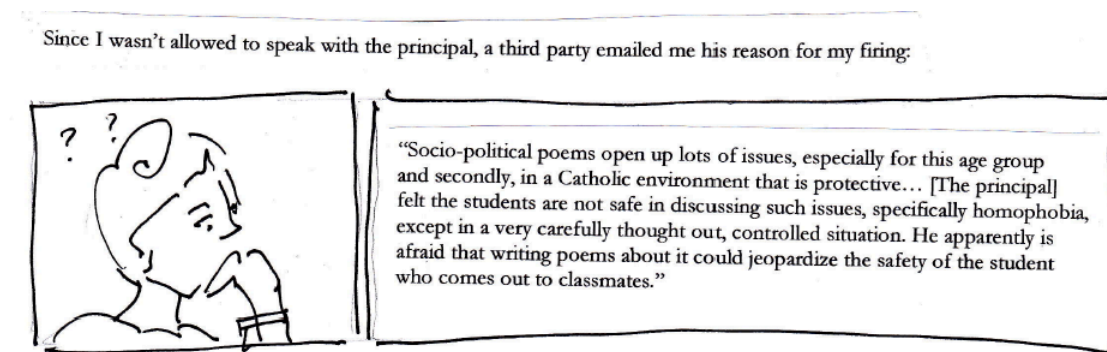 Since I wasn't allowed to speak with the principal, a third party emailed me his reason for my firing:
? ?
“Socio-political poems open up lots of issues, especially for this age group
and secondly, in a Catholic environment that is protective… [The principal]
felt the students are not safe in discussing such issues, specifically homophobia,
except in a very carefully thought out, controlled situation. He apparently is
afraid that writing poems about it could jeopardize the safety of the student
who comes out to classmates.”